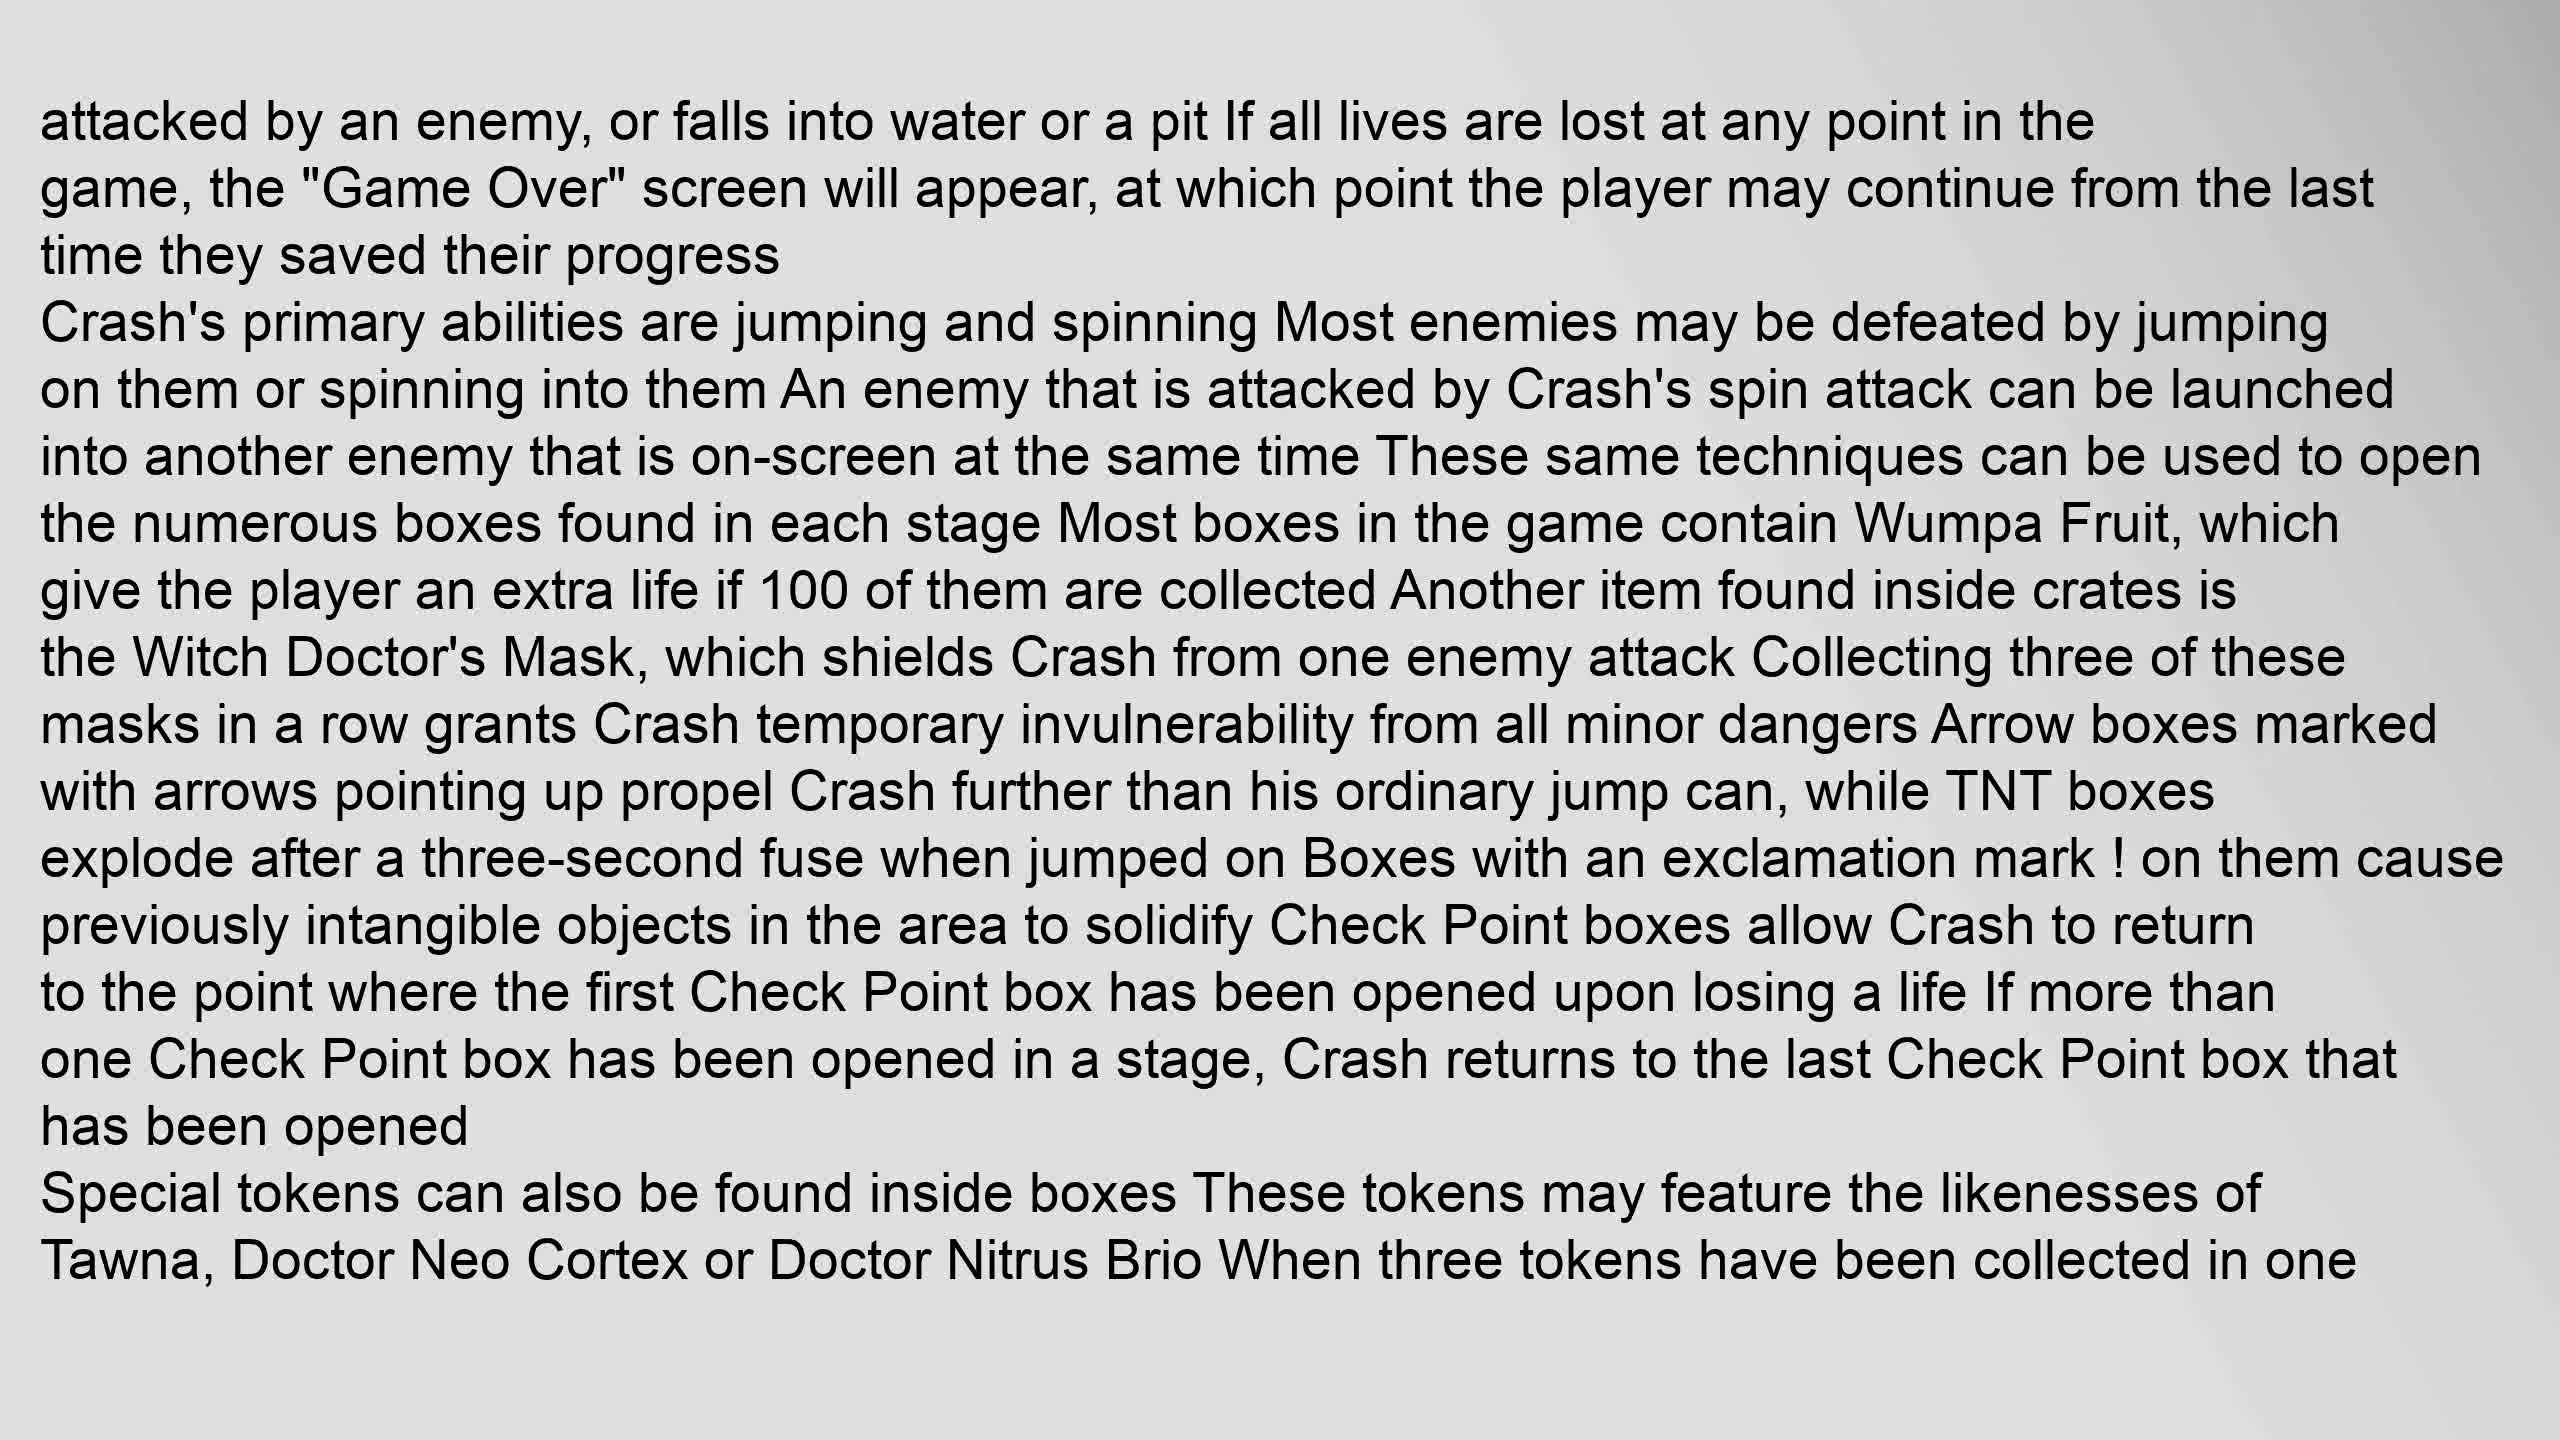 attacked by an enemy, or falls into water or a pit If all lives are lost at any point in the
game, the "Game Over" screen will appear, at which point the player may continue from the last
time they saved their progress
Crash's primary abilities are jumping and spinning Most enemies may be defeated by jumping
on them or spinning into them An enemy that is attacked by Crash's spin attack can be launched
into another enemy that is on-screen at the same time These same techniques can be used to open
the numerous boxes found in each stage Most boxes in the game contain Wumpa Fruit, which
give the player an extra life if 100 of them are collected Another item found inside crates is
the Witch Doctor's Mask, which shields Crash from one enemy attack Collecting three of these
masks in a row grants Crash temporary invulnerability from all minor dangers Arrow boxes marked
with arrows pointing up propel Crash further than his ordinary jump can, while TNT boxes
explode after a three-second fuse when jumped on Boxes with an exclamation mark ! on them cause
previously intangible objects in the area to solidify Check Point boxes allow Crash to return
to the point where the first Check Point box has been opened upon losing a life If more than
one Check Point box has been opened in a stage, Crash returns to the last Check Point box that
has been opened
Special tokens can also be found inside boxes These tokens may feature the likenesses of
Tawna, Doctor Neo Cortex or Doctor Nitrus Brio When three tokens have been collected in one